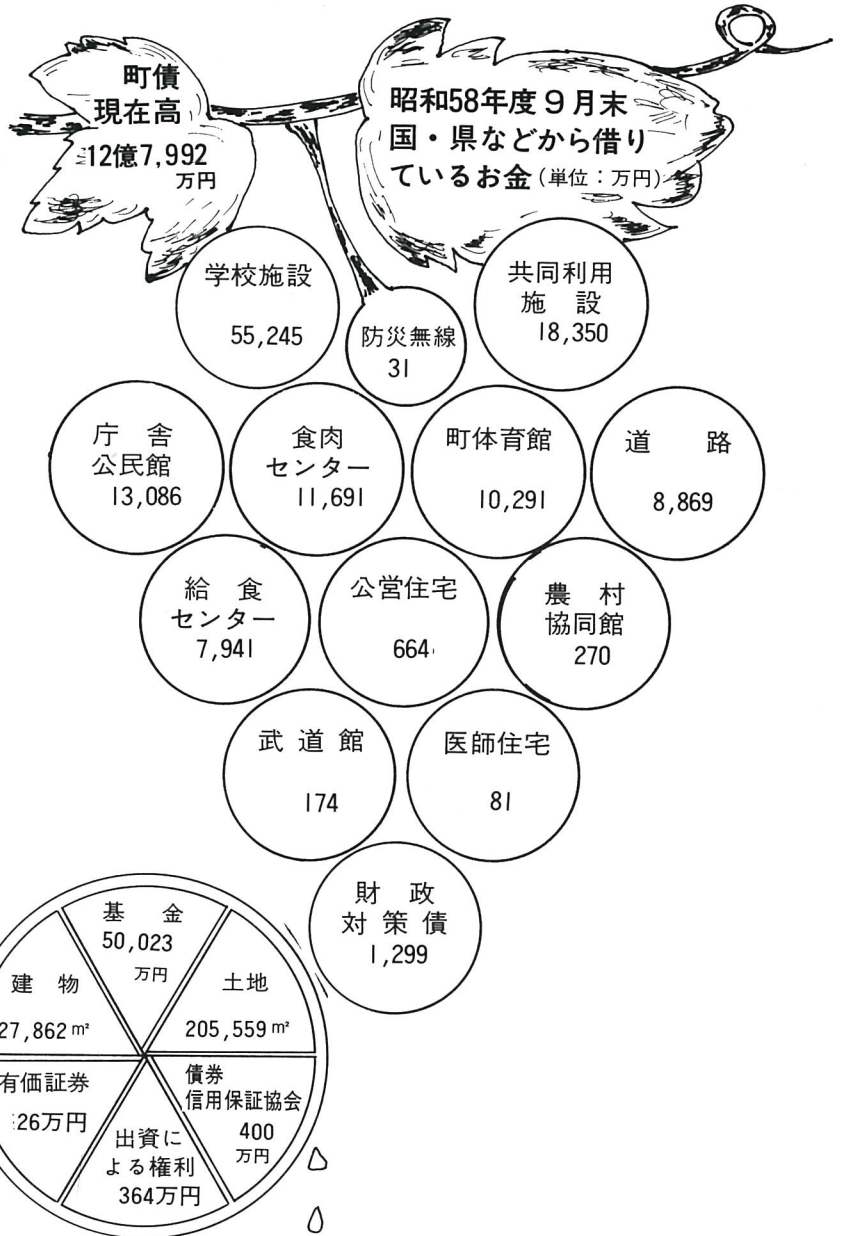 町債
現在高
12億7,992
万円
昭和58年度9月末
国・県などから借り
ているお金(単位:万円)
学校施設
55,245
防災無線
31
共同利用
施 設
18,350
庁 舎
公民館
13,086
食肉
センター
11,691
町体育館
10,291
道 路
8,869
給 食
センター
7,941
公営住宅
664
農 村
協同館
270
武 道 館
174
医師住宅
81
財 政
対 策 債
1,299
基 金
50,023
万円
建 物
27,862㎡
土地
205,559㎡
有価証券
26万円
債券
信用保証協会
400
万円
出資に
よる権利
364万円